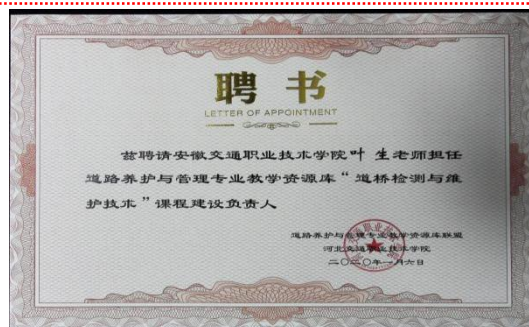 聘书
LETTER OF APPOINTMENT
兹聘请安徽交通职业技术学院叶 生老师担任
道路养护与管理专业教学资源库“道桥检测与维
护技术”课程建设负责人
道路养护与管理专业教学资源库联盟
河北交通职业技术学院
二〇二〇年一月六日